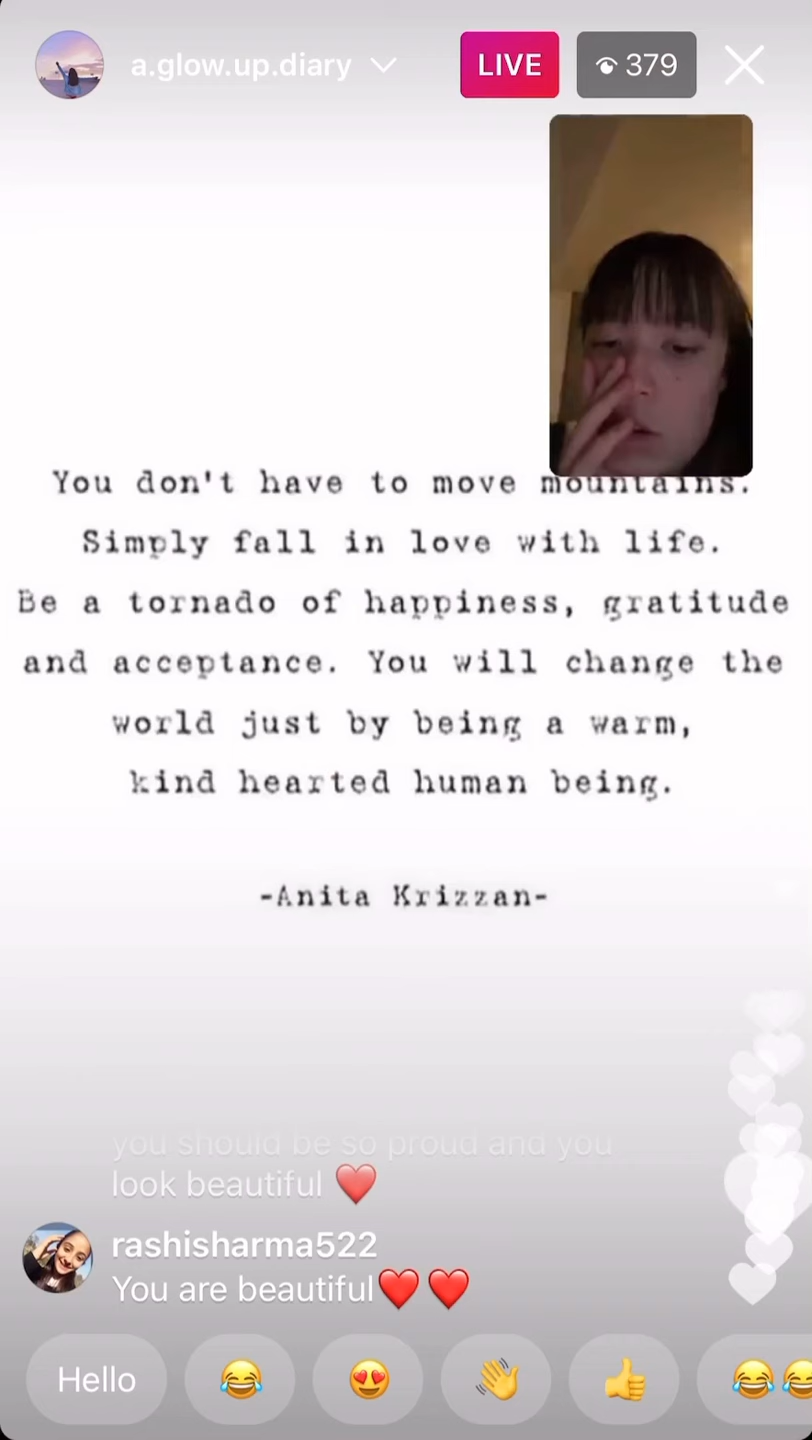 a.glow.up.diary
LIVE
379
You don't have to move mountains.
Simply fall in love with life.
Be a tornado of happiness, gratitude
and acceptance. You will change the
world just by being a warm,
kind hearted human being.
-Anita Krizzan-
you should be so proud and you
look beautiful ❤️
rashisharma522
You are beautiful❤️❤️
Hello